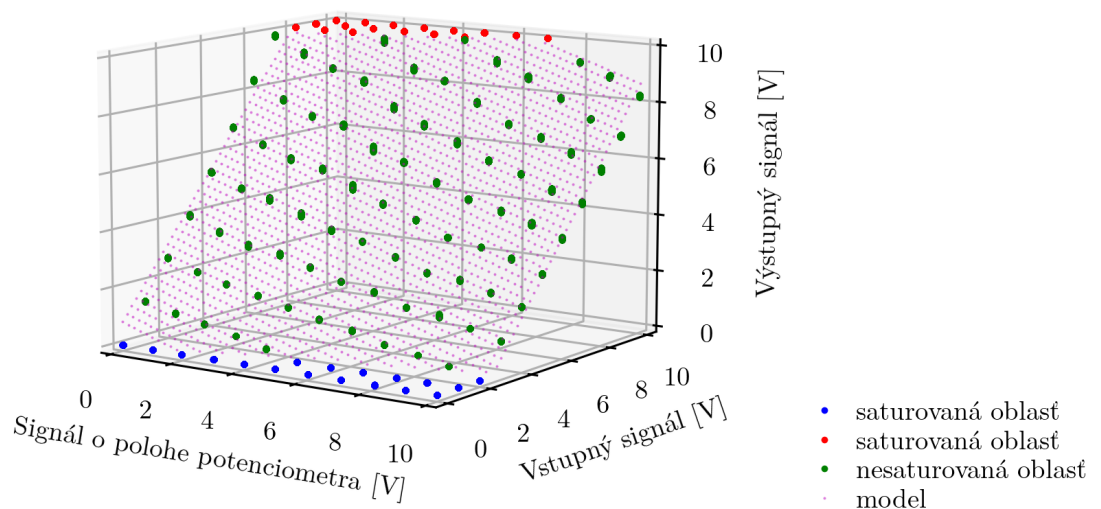 10
8
6
4
2
0
Výstupný signál [V]
0
2
4
6
8
10
Signál o polohe potenciometra [V]
0
2
4
6
8
10
Vstupný signál [V]
saturovaná oblasť
saturovaná oblasť
nesaturovaná oblasť
model